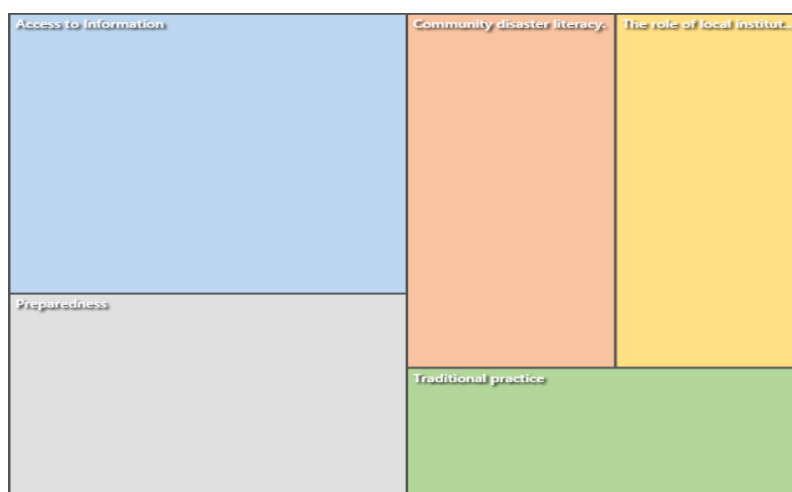 Access to Information
Community disaster literacy.
The role of local institut...
Preparedness
Traditional practice